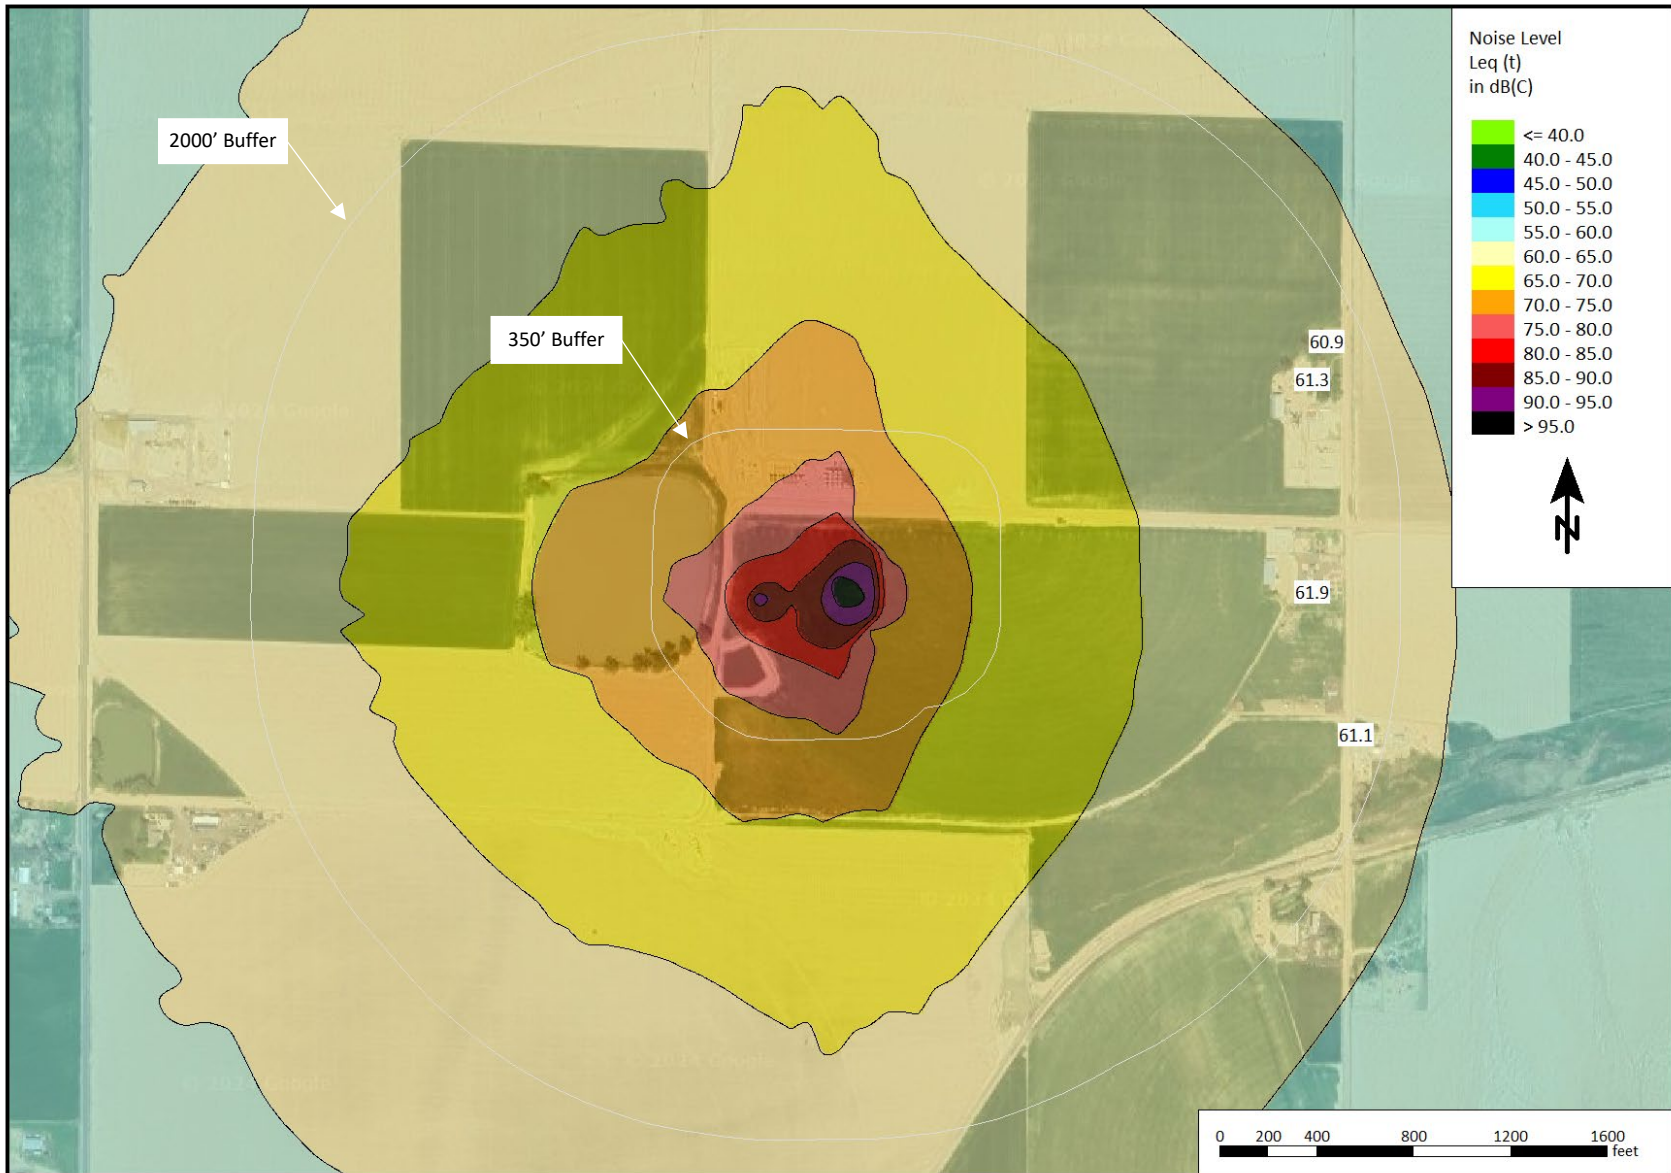 Noise Level
Leq (t)
in dB(C)
<= 40.0
40.0 - 45.0
45.0 - 50.0
50.0 - 55.0
55.0 - 60.0
60.0 - 65.0
65.0 - 70.0
70.0 - 75.0
75.0 - 80.0
80.0 - 85.0
85.0 - 90.0
90.0 - 95.0
> 95.0
N
2000’ Buffer
350’ Buffer
60.9
61.3
61.9
61.1
0 200 400 800 1200 1600
feet